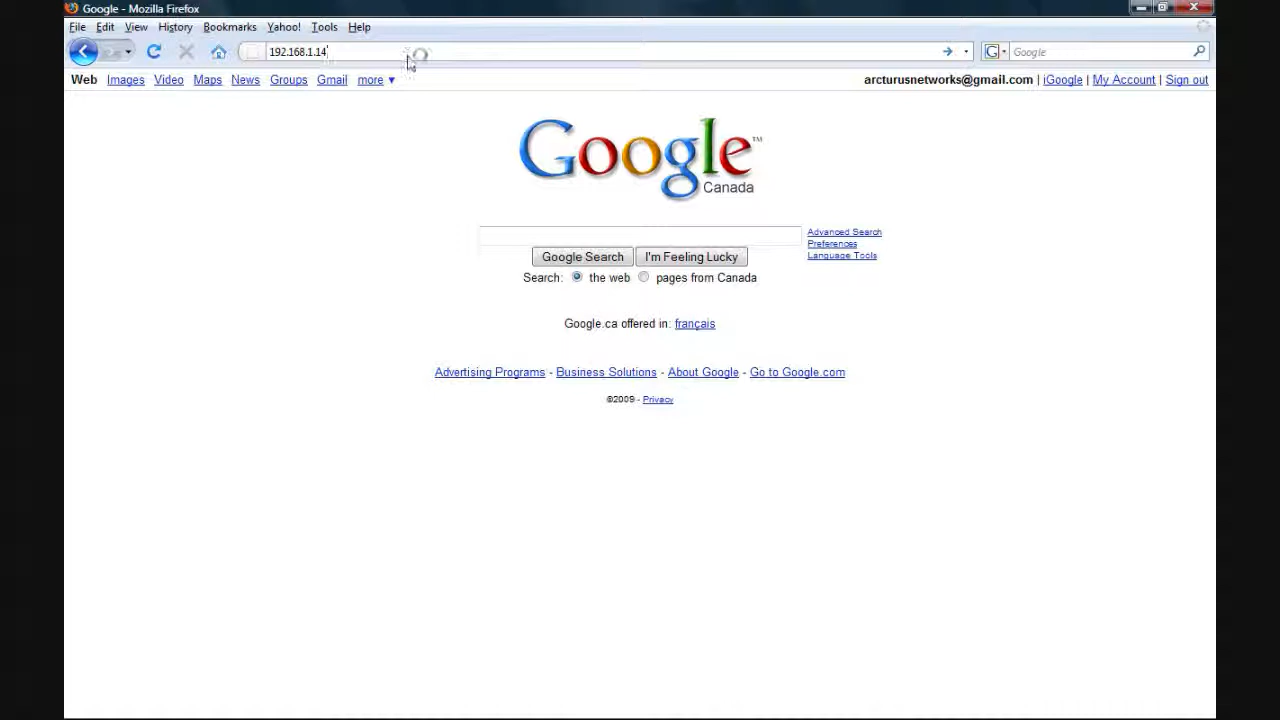 Google - Mozilla Firefox
File Edit View History Bookmarks Yahoo! Tools Help
192.168.1.14 G Google
Web Images Video Maps News Groups Gmail more ▼ arcturusnetworks@gmail.com | iGoogle | My Account | Sign out
Google™
Canada
Advanced Search
Preferences
Language Tools
Google Search I'm Feeling Lucky
Search: the web pages from Canada
Google.ca offered in: français
Advertising Programs - Business Solutions - About Google - Go to Google.com
©2009 - Privacy